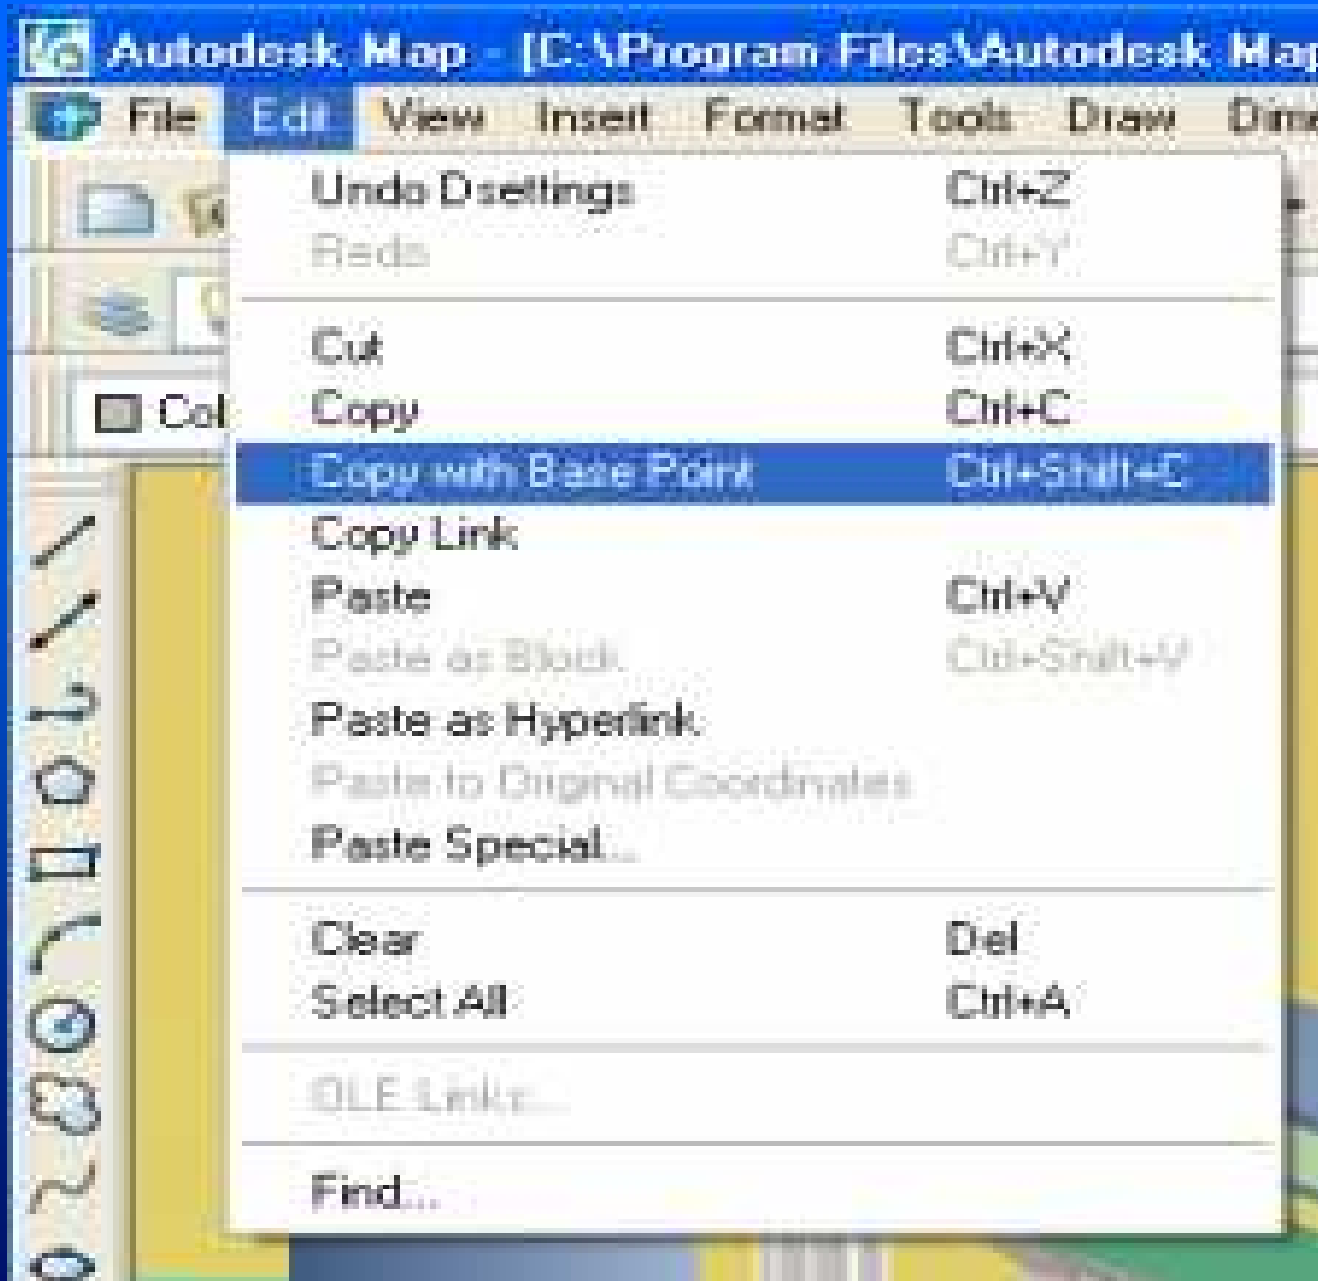 Autodesk Map - [C:\Program Files\Autodesk Map
File Edit View Insert Format Tools Draw Dime
Undo Dsettings Ctrl+Z
Redo Ctrl+Y
Cut Ctrl+X
Col Copy Ctrl+C
Copy with Base Point Ctrl+Shift+C
Copy Link
Paste Ctrl+V
Paste as Block Ctrl+Shift+V
Paste as Hyperlink
Paste to Original Coordinates
Paste Special...
Clear Del
Select All Ctrl+A
OLE Links...
Find...